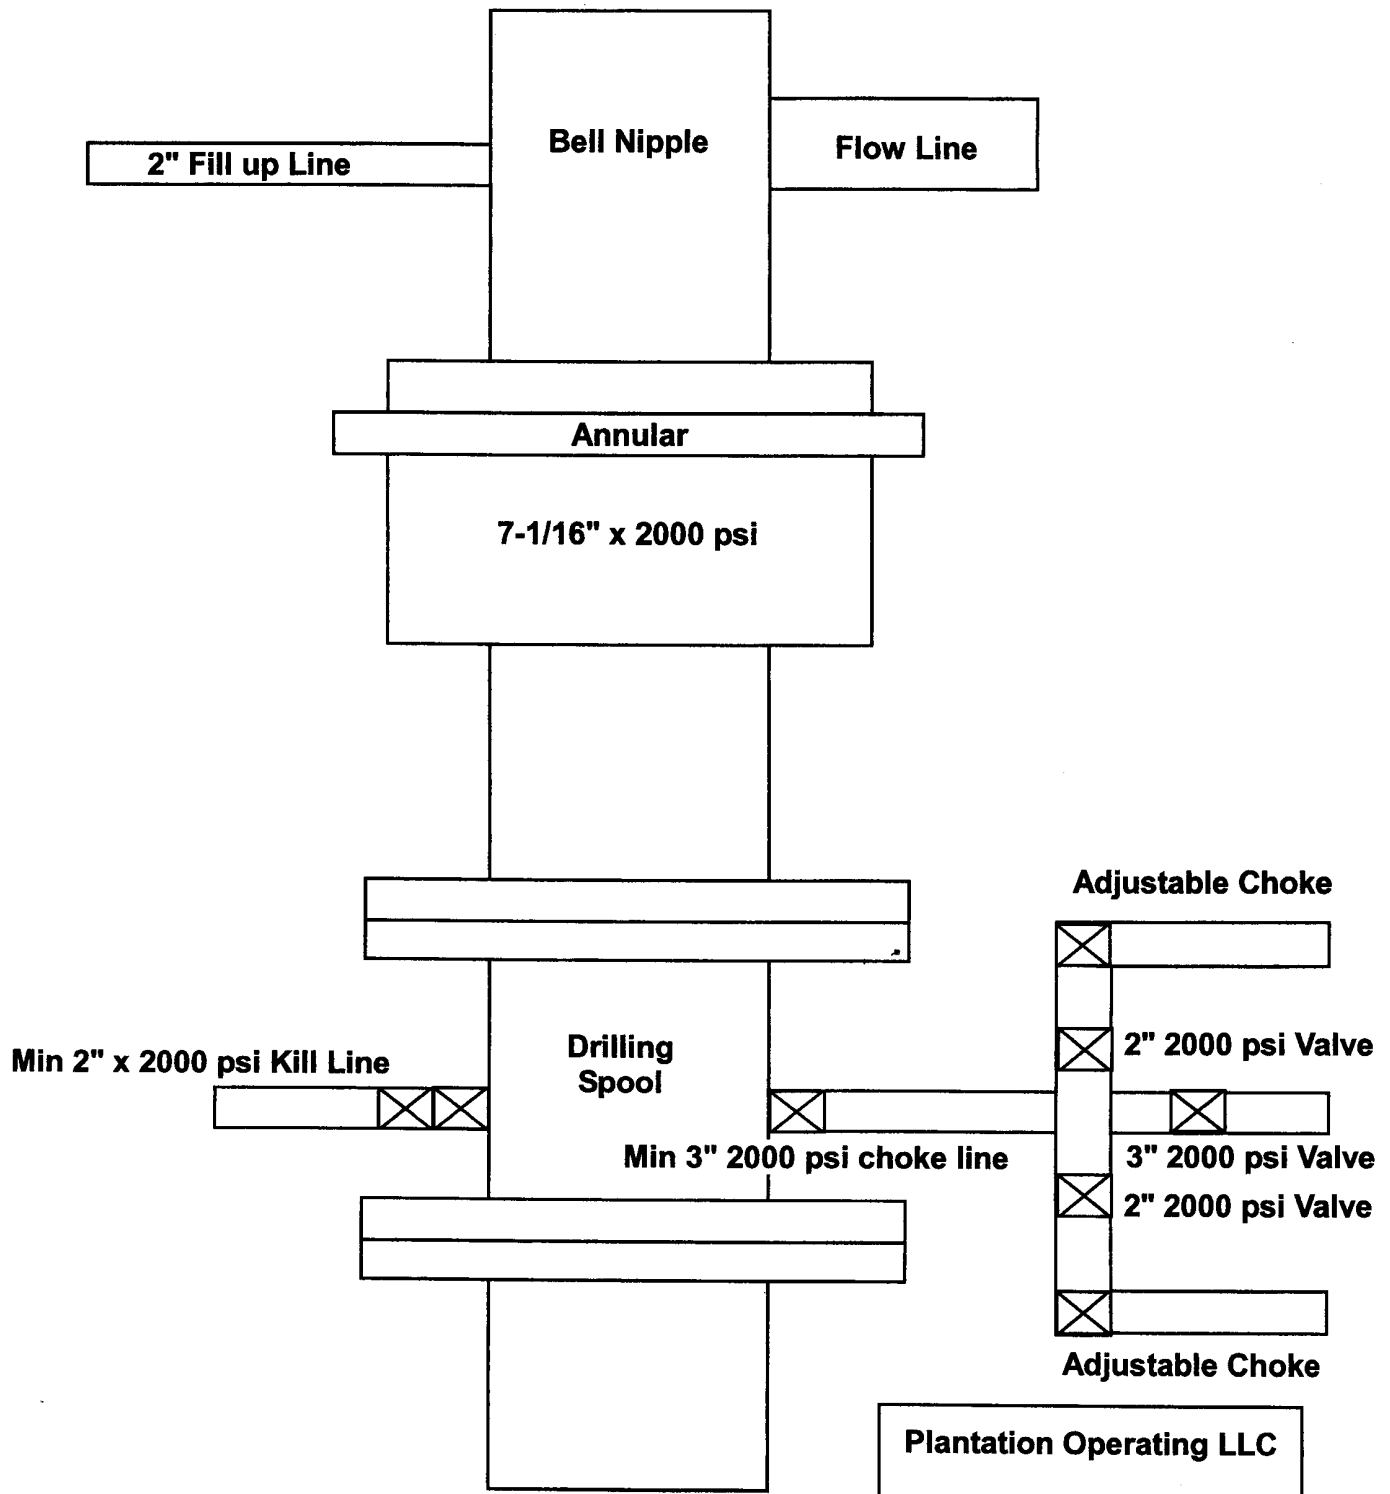 Bell Nipple
Flow Line
2" Fill up Line
Annular
7-1/16" x 2000 psi
Adjustable Choke
Drilling
Spool
2" 2000 psi Valve
Min 2" x 2000 psi Kill Line
Min 3" 2000 psi choke line
3" 2000 psi Valve
2" 2000 psi Valve
Adjustable Choke
Plantation Operating LLC